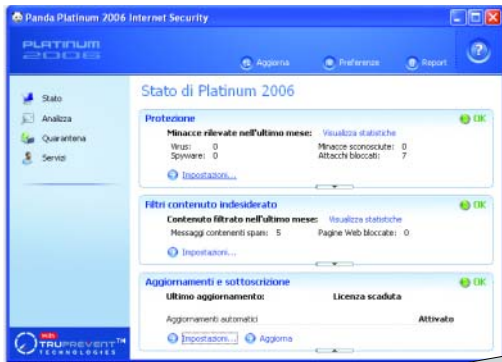 Panda Platinum 2006 Internet Security
PLATINUM
2006
Aggiorna
Preferenze
Report
?
Stato
Analizza
Quarantena
Servizi
Stato di Platinum 2006
Protezione
OK
Minacce rilevate nell'ultimo mese: Visualizza statistiche
Virus: 0 Minacce sconosciute: 0
Spyware: 0 Attacchi bloccati: 7
Impostazioni...
Filtri contenuto indesiderato
OK
Contenuto filtrato nell'ultimo mese: Visualizza statistiche
Messaggi contenenti spam: 5 Pagine Web bloccate: 0
Impostazioni...
Aggiornamenti e sottoscrizione
OK
Ultimo aggiornamento: Licenza scaduta
Aggiornamenti automatici Attivato
Impostazioni... Aggiorna
TRUPREVENT™
TECHNOLOGIES